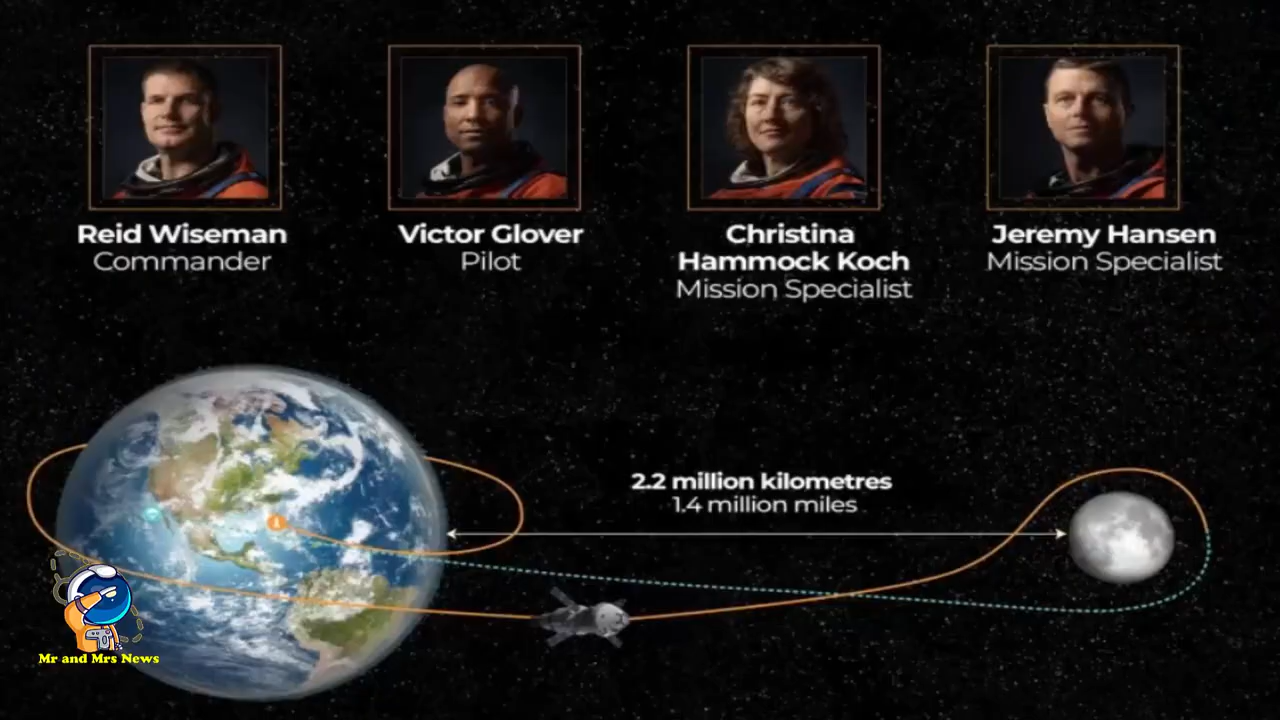 Reid Wiseman
Commander
Victor Glover
Pilot
Christina
Hammock Koch
Mission Specialist
Jeremy Hansen
Mission Specialist
2.2 million kilometres
1.4 million miles
Mr and Mrs News